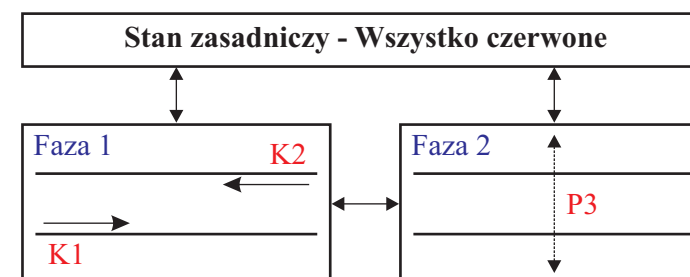 Stan zasadniczy - Wszystko czerwone
Faza 1
K2
K1
Faza 2
P3